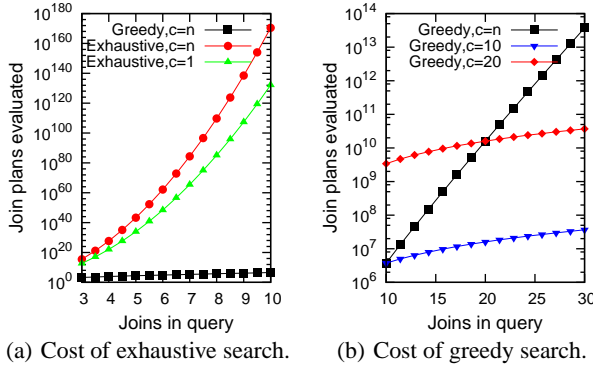 Join plans evaluated
10^180
10^160
10^140
10^120
10^100
10^80
10^60
10^40
10^20
10^0
Greedy,c=n
Exhaustive,c=n
Exhaustive,c=1
3 4 5 6 7 8 9 10
Joins in query
(a) Cost of exhaustive search.
Join plans evaluated
10^14
10^13
10^12
10^11
10^10
10^9
10^8
10^7
10^6
Greedy,c=n
Greedy,c=10
Greedy,c=20
10 15 20 25 30
Joins in query
(b) Cost of greedy search.